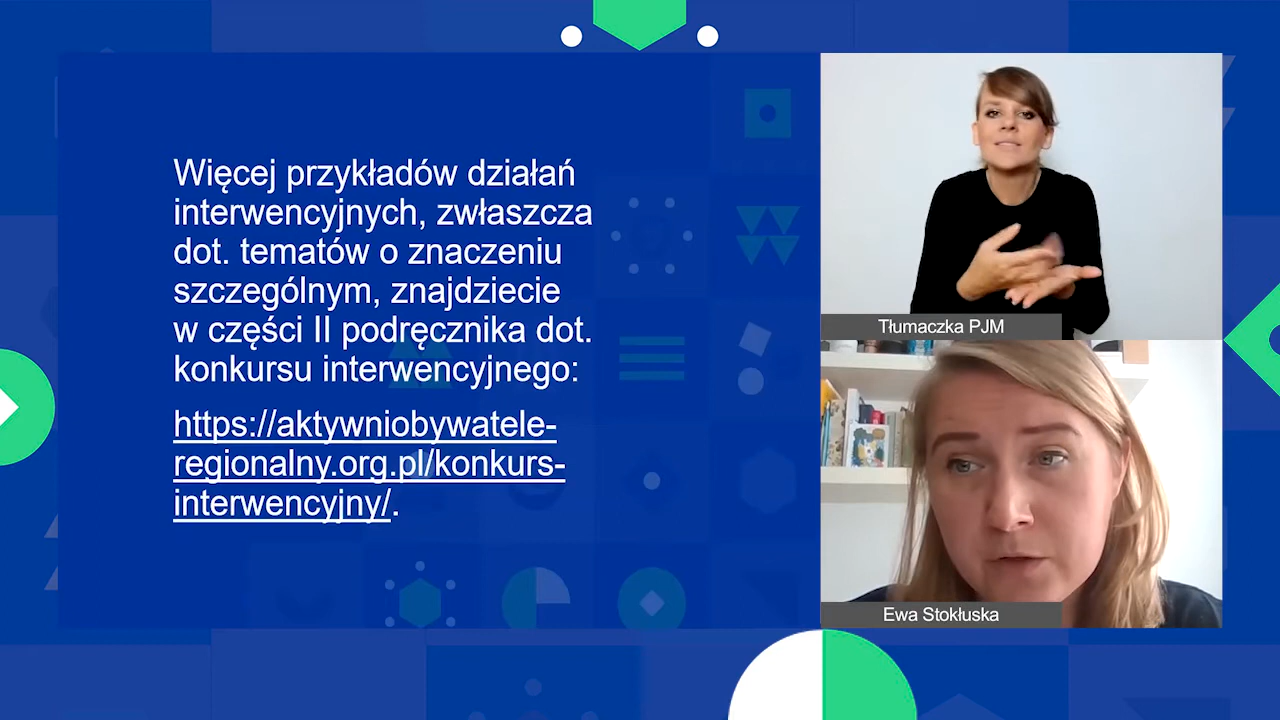 Więcej przykładów działań
interwencyjnych, zwłaszcza
dot. tematów o znaczeniu
szczególnym, znajdziecie
w części II podręcznika dot.
konkursu interwencyjnego:
https://aktywniobywatele-
regionalny.org.pl/konkurs-
interwencyjny/.
Tłumaczka PJM
Ewa Stokłuska